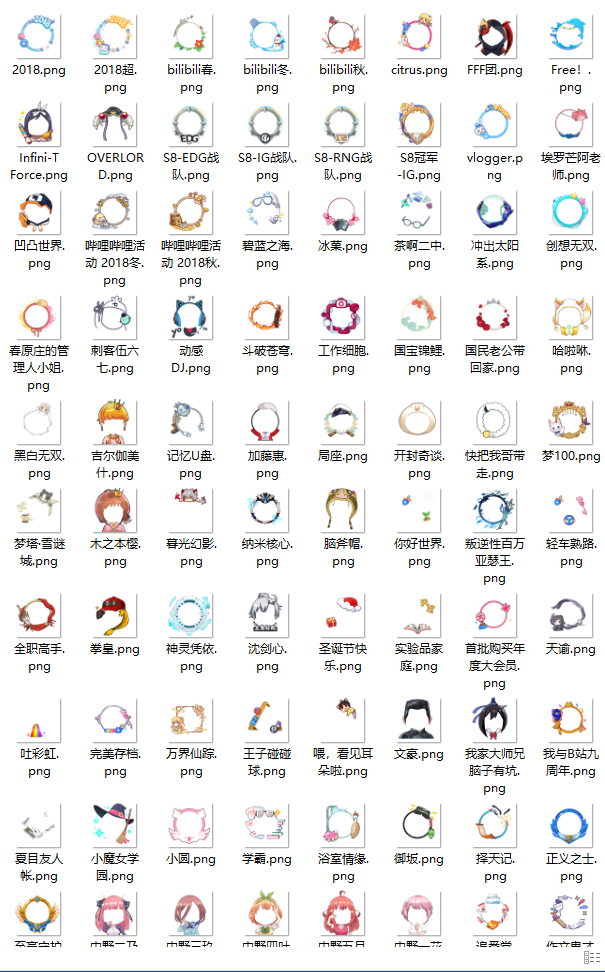 2018.png 2018超. bilibili春. bilibili冬. bilibili秋. citrus.png FFF团.png Free！.
png png png png png
Infini-T OVERLOR S8-EDG战 S8-IG战队. S8-RNG战 S8冠军 vlogger.p 埃罗芒阿老
Force.png D.png 队.png png 队.png -IG.png ng 师.png
凹凸世界. 哔哩哔哩活 哔哩哔哩活 碧蓝之海. 冰菓.png 茶啊二中. 冲出太阳 创想无双.
png 动 2018冬. 动 2018秋. png png 系.png png
png png
春原庄的管 刺客伍六 动感 斗破苍穹. 工作细胞. 国宝锦鲤. 国民老公带 哈啦咻.
理人小姐. 七.png DJ.png png png png 回家.png png
png
黑白无双. 吉尔伽美 记忆U盘. 加藤惠. 局座.png 开封奇谈. 快把我哥带 梦100.png
png 什.png png png png 走.png
梦塔·雪谜 木之本樱. 暮光幻影. 纳米核心. 脑斧帽. 你好世界. 叛逆性百万 轻车熟路.
城.png png png png png png 亚瑟王. png
png
全职高手. 拳皇.png 神灵凭依. 沈剑心. 圣诞节快 实验品家 首批购买年 天谕.png
png png png 乐.png 庭.png 度大会员.
png
吐彩虹. 完美存档. 万界仙踪. 王子碰碰 喂，看见耳 文豪.png 我家大师兄 我与B站九
png png png 球.png 朵啦.png 脑子有坑. 周年.png
png
夏目友人 小魔女学 小圆.png 学霸.png 浴室情缘. 御坂.png 择天记. 正义之士.
帐.png 园.png png png png
至高守护 中野二乃 中野三玖 中野四叶 中野五月 中野一花 追番党 作文鬼才